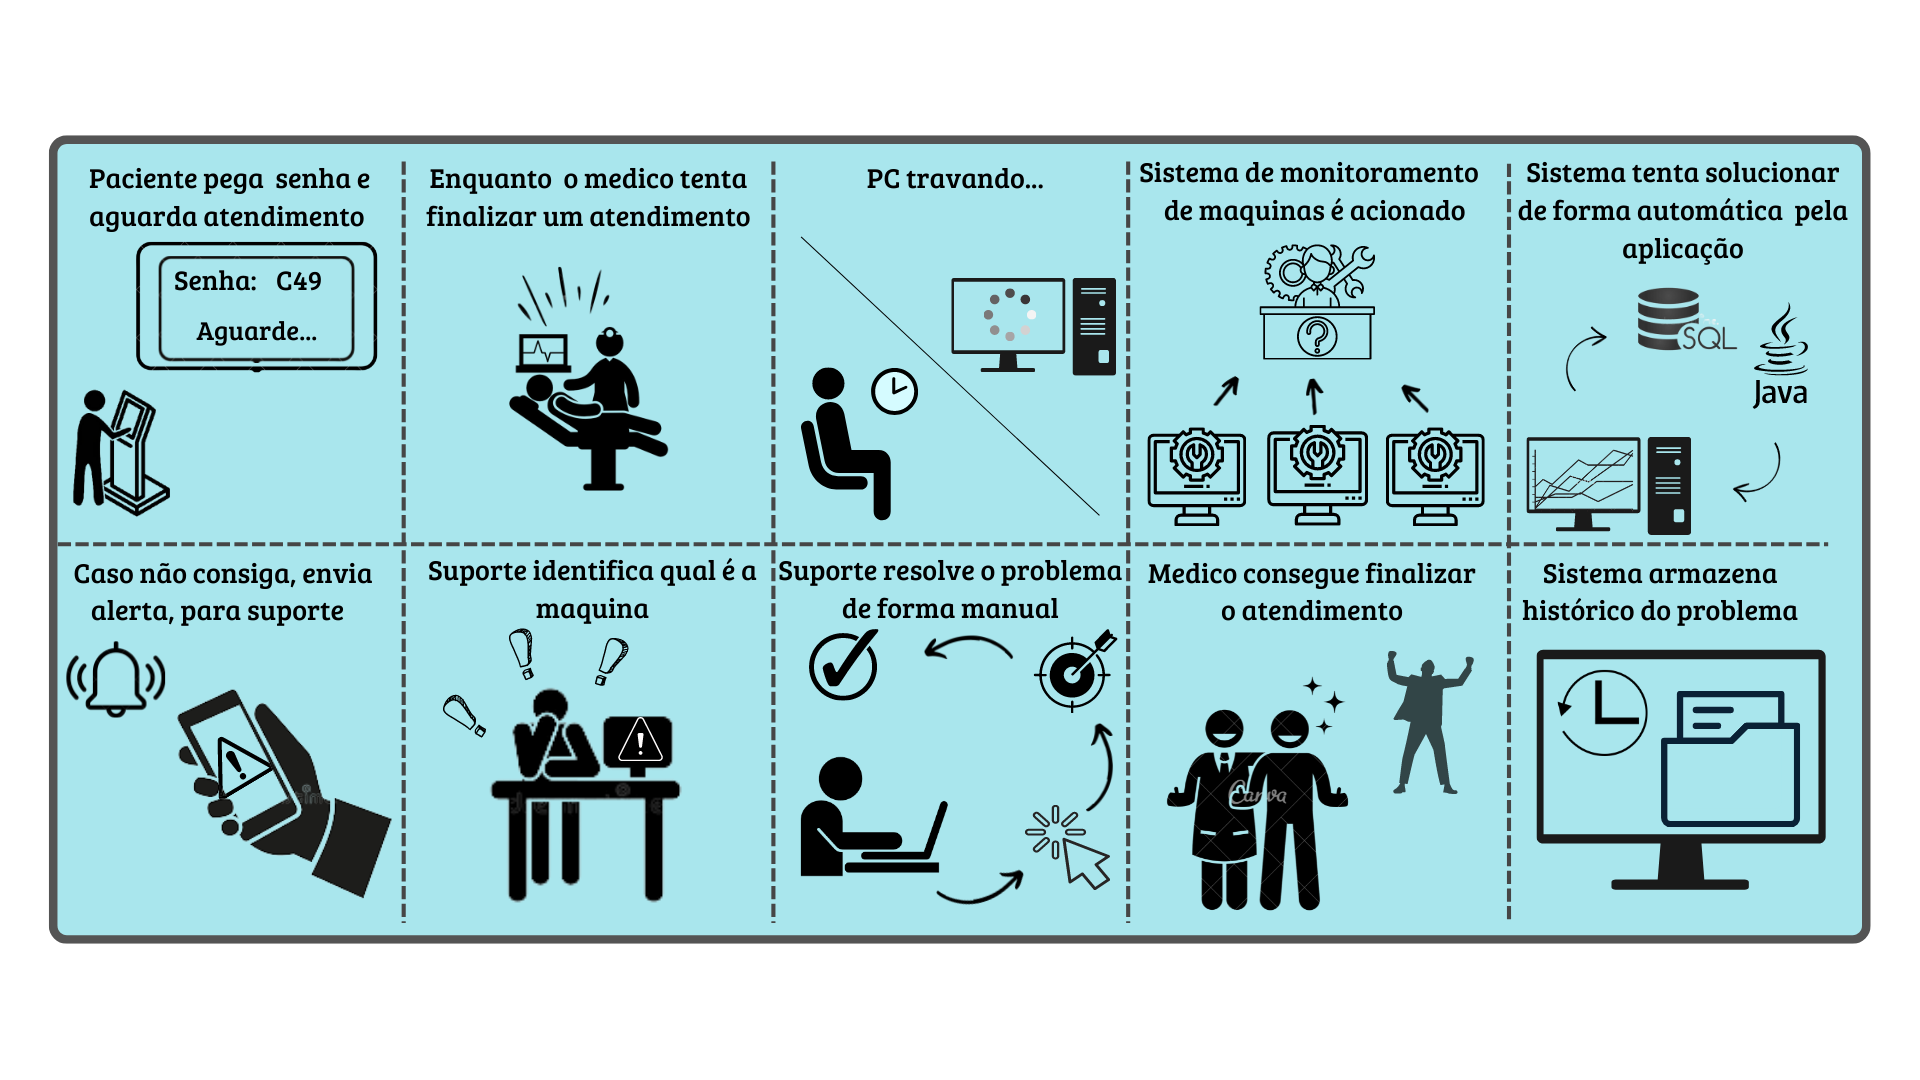 Paciente pega senha e
aguarda atendimento
Senha: C49
Aguarde...
Enquanto o medico tenta
finalizar um atendimento
PC travando...
Sistema de monitoramento
de maquinas é acionado
Sistema tenta solucionar
de forma automática pela
aplicação
SQL
Java
Caso não consiga, envia
alerta, para suporte
Suporte identifica qual é a
maquina
Suporte resolve o problema
de forma manual
Medico consegue finalizar
o atendimento
Canva
Sistema armazena
histórico do problema